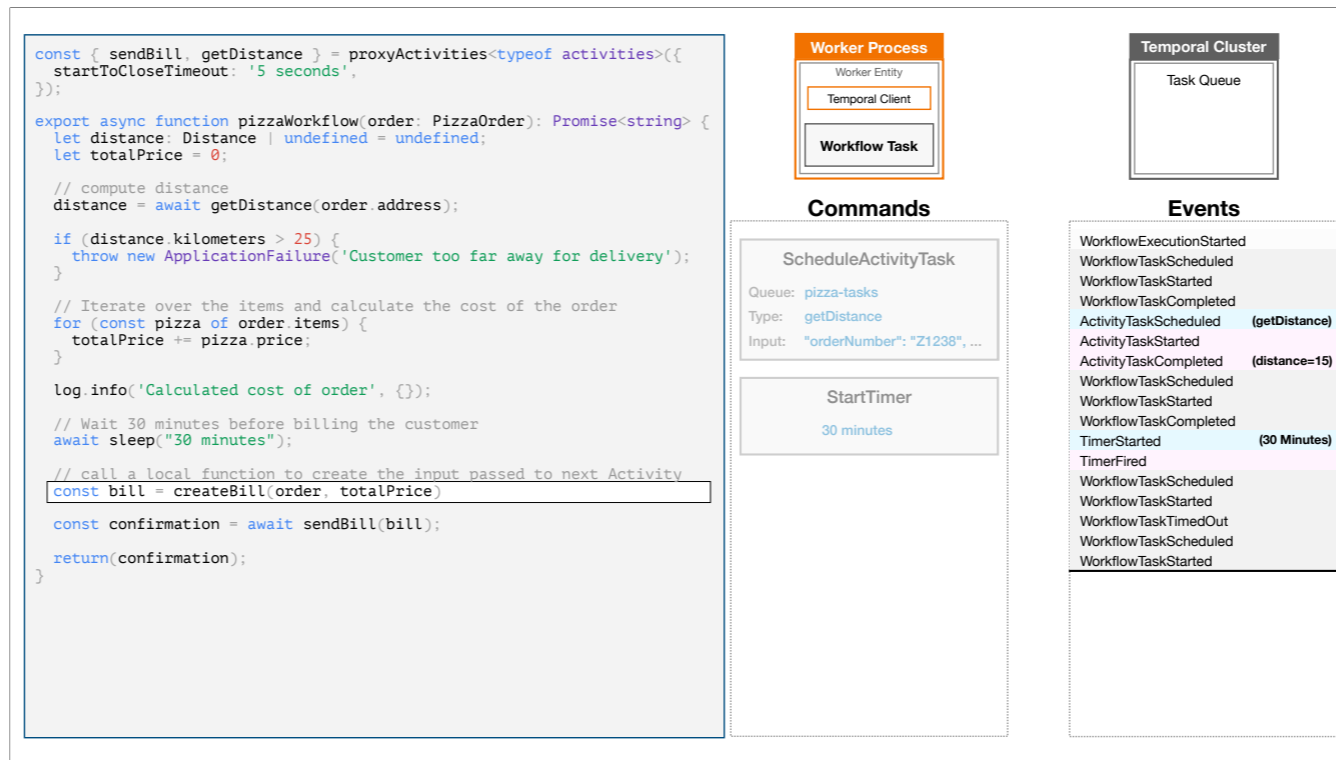 const { sendBill, getDistance } = proxyActivities<typeof activities>({
startToCloseTimeout: '5 seconds',
});
export async function pizzaWorkflow(order: PizzaOrder): Promise<string> {
let distance: Distance | undefined = undefined;
let totalPrice = 0;
// compute distance
distance = await getDistance(order.address);
if (distance.kilometers > 25) {
throw new ApplicationFailure('Customer too far away for delivery');
}
// Iterate over the items and calculate the cost of the order
for (const pizza of order.items) {
totalPrice += pizza.price;
}
log.info('Calculated cost of order', {});
// Wait 30 minutes before billing the customer
await sleep("30 minutes");
// call a local function to create the input passed to next Activity
const bill = createBill(order, totalPrice)
const confirmation = await sendBill(bill);
return(confirmation);
}
Worker Process
Worker Entity
Temporal Client
Workflow Task
Commands
ScheduleActivityTask
Queue: pizza-tasks
Type: getDistance
Input: "orderNumber": "Z1238", ...
StartTimer
30 minutes
Temporal Cluster
Task Queue
Events
WorkflowExecutionStarted
WorkflowTaskScheduled
WorkflowTaskStarted
WorkflowTaskCompleted
ActivityTaskScheduled (getDistance)
ActivityTaskStarted
ActivityTaskCompleted (distance=15)
WorkflowTaskScheduled
WorkflowTaskStarted
WorkflowTaskCompleted
TimerStarted (30 Minutes)
TimerFired
WorkflowTaskScheduled
WorkflowTaskStarted
WorkflowTaskTimedOut
WorkflowTaskScheduled
WorkflowTaskStarted